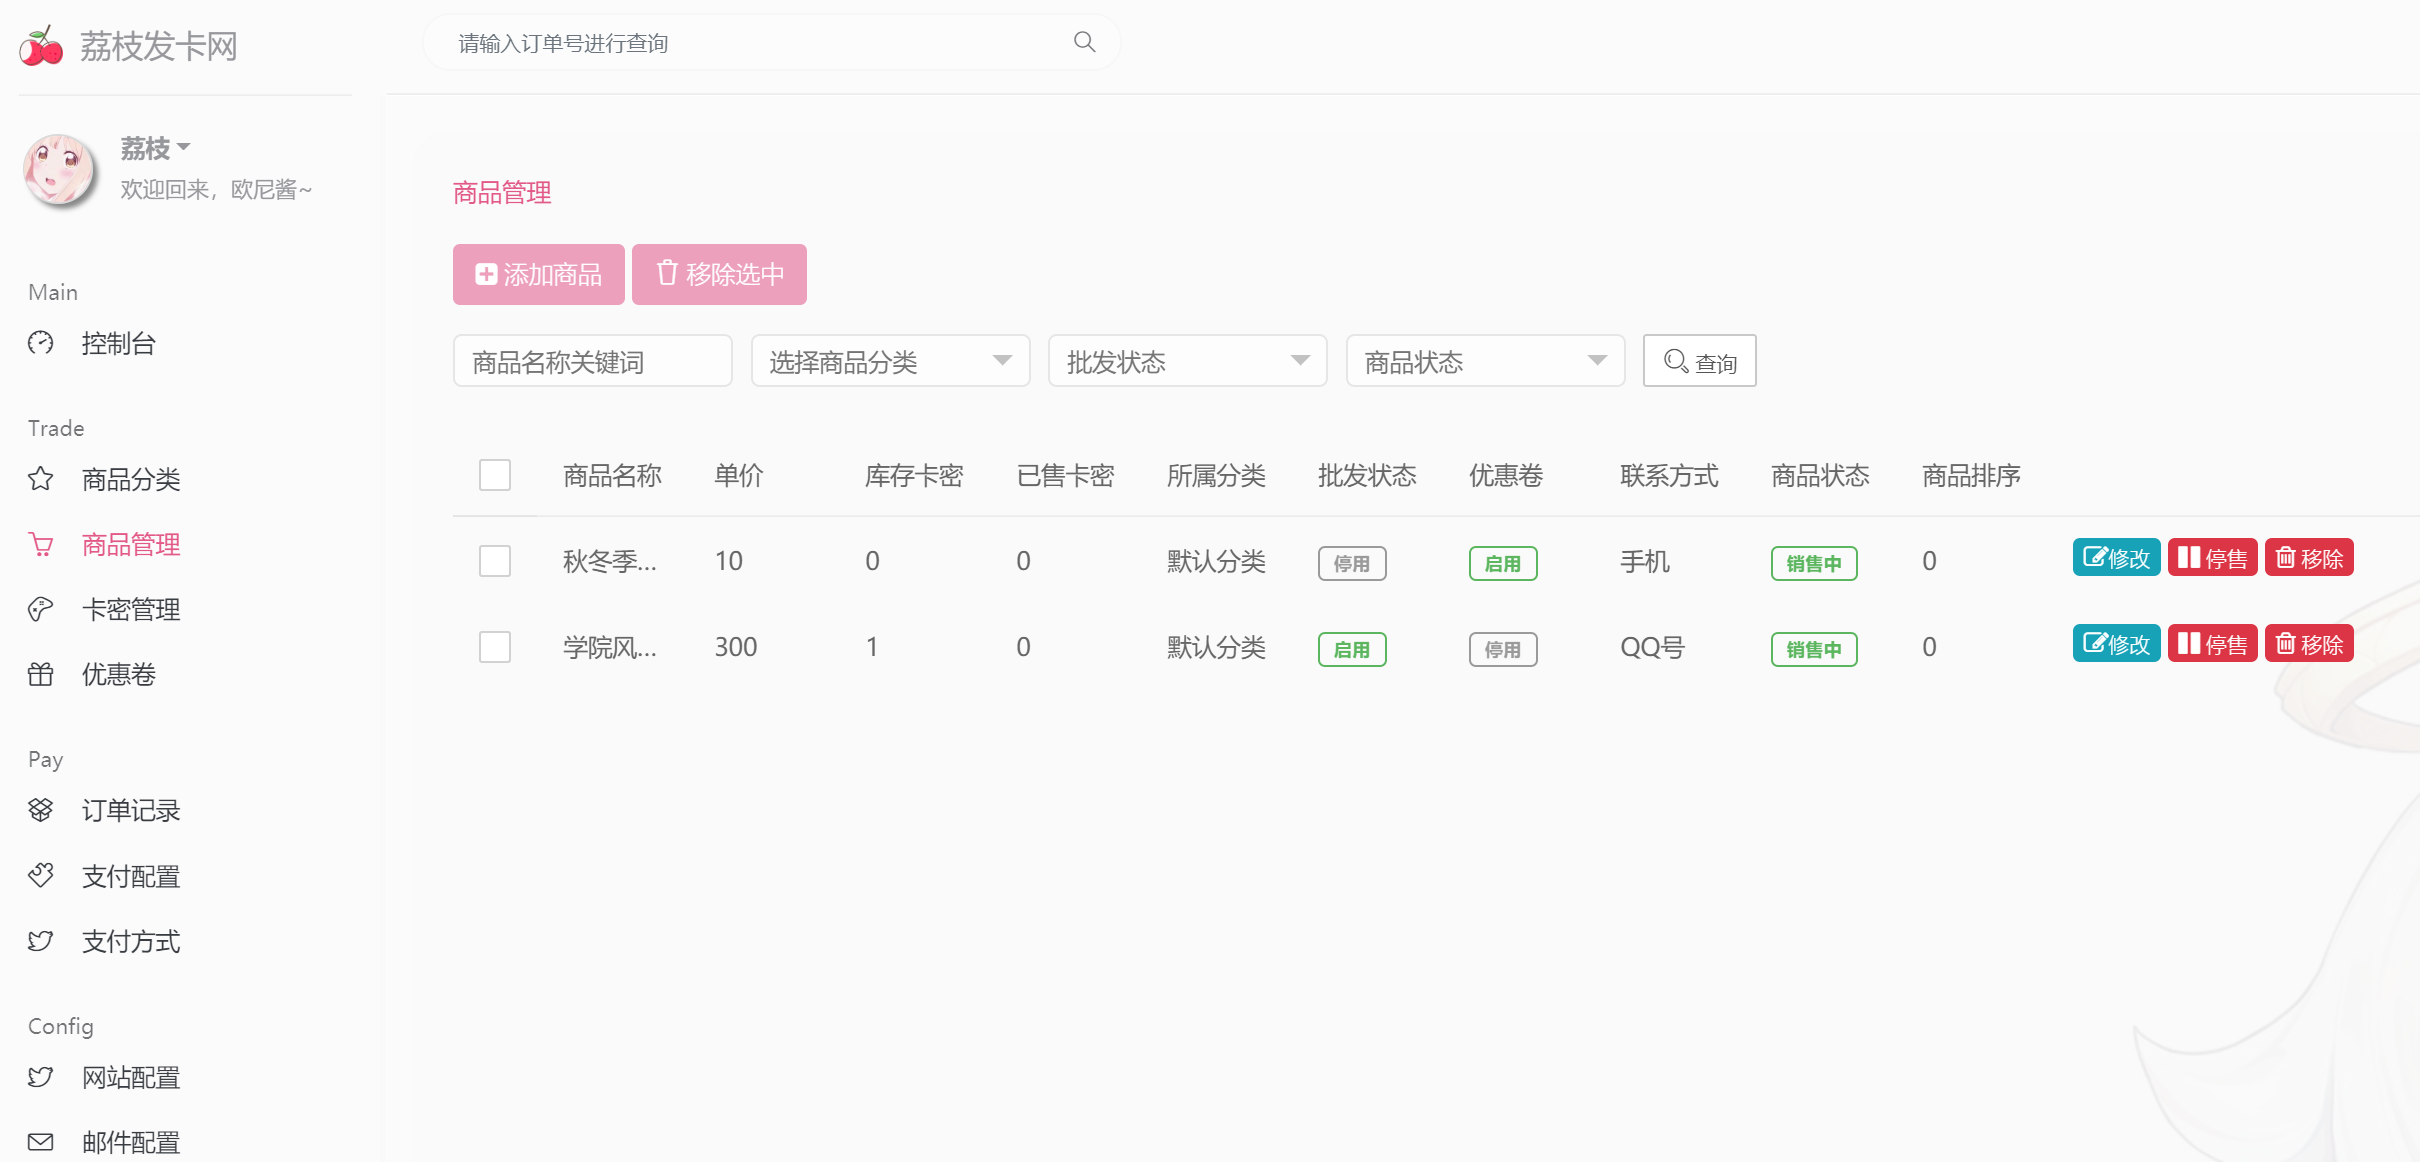 荔枝发卡网
请输入订单号进行查询
荔枝
欢迎回来，欧尼酱~
Main
控制台
Trade
商品分类
商品管理
卡密管理
优惠卷
Pay
订单记录
支付配置
支付方式
Config
网站配置
邮件配置
商品管理
添加商品 移除选中
商品名称关键词 选择商品分类 批发状态 商品状态 查询
商品名称 单价 库存卡密 已售卡密 所属分类 批发状态 优惠卷 联系方式 商品状态 商品排序
秋冬季... 10 0 0 默认分类 停用 启用 手机 销售中 0 修改 停售 移除
学院风... 300 1 0 默认分类 启用 停用 QQ号 销售中 0 修改 停售 移除